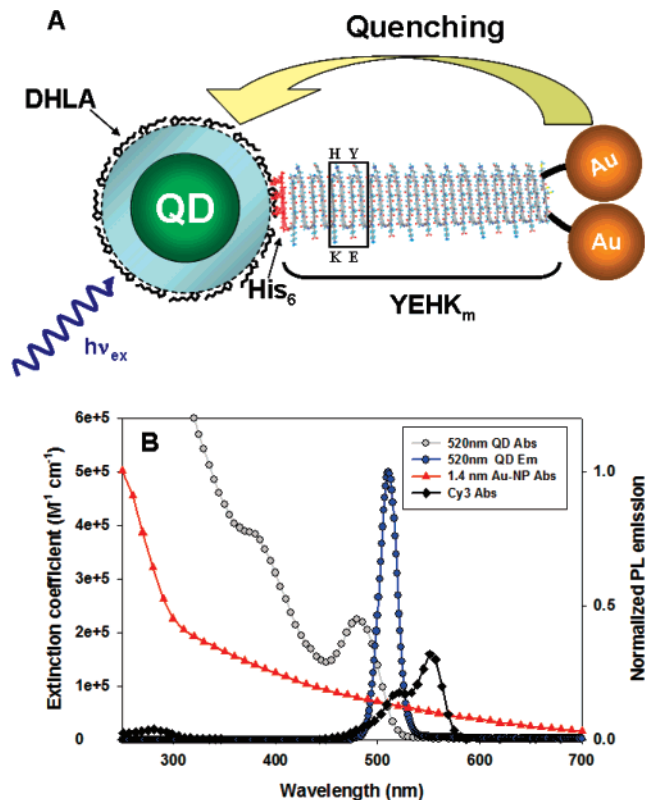 A
Quenching
DHLA
QD
H Y
K E
His₆
YEHKₘ
Au
Au
hνₑₓ
B
Extinction coefficient (M⁻¹ cm⁻¹)
6e+5
5e+5
4e+5
3e+5
2e+5
1e+5
0
520nm QD Abs
520nm QD Em
1.4 nm Au-NP Abs
Cy3 Abs
1.0
0.5
0.0
Normalized PL emission
300 400 500 600 700
Wavelength (nm)